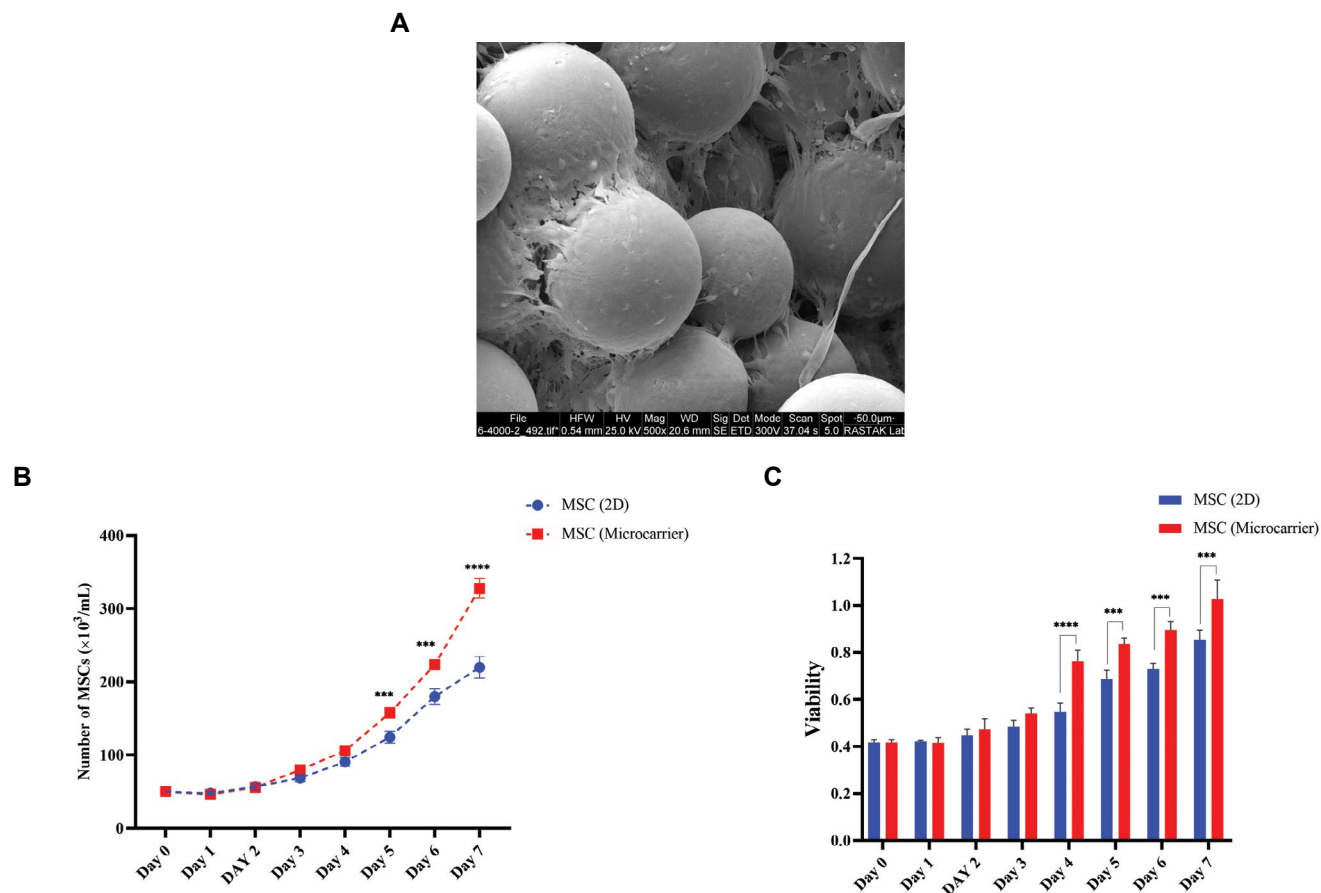 A
File HFW HV Mag WD Sig Det Mode Scan Spot -50.0µm-
6-4000-2_492.tif* 0.54 mm 25.0 kV 500x 20.6 mm SE ETD 300V 37.04 s 5.0 RASTAK Lab
B
MSC (2D)
MSC (Microcarrier)
Number of MSCs (×10³/mL)
400
300
200
100
0
***
***
****
Day 0 Day 1 DAY 2 Day 3 Day 4 Day 5 Day 6 Day 7
C
MSC (2D)
MSC (Microcarrier)
Viability
1.2
1.0
0.8
0.6
0.4
0.2
0.0
****
***
***
***
Day 0 Day 1 DAY 2 Day 3 Day 4 Day 5 Day 6 Day 7